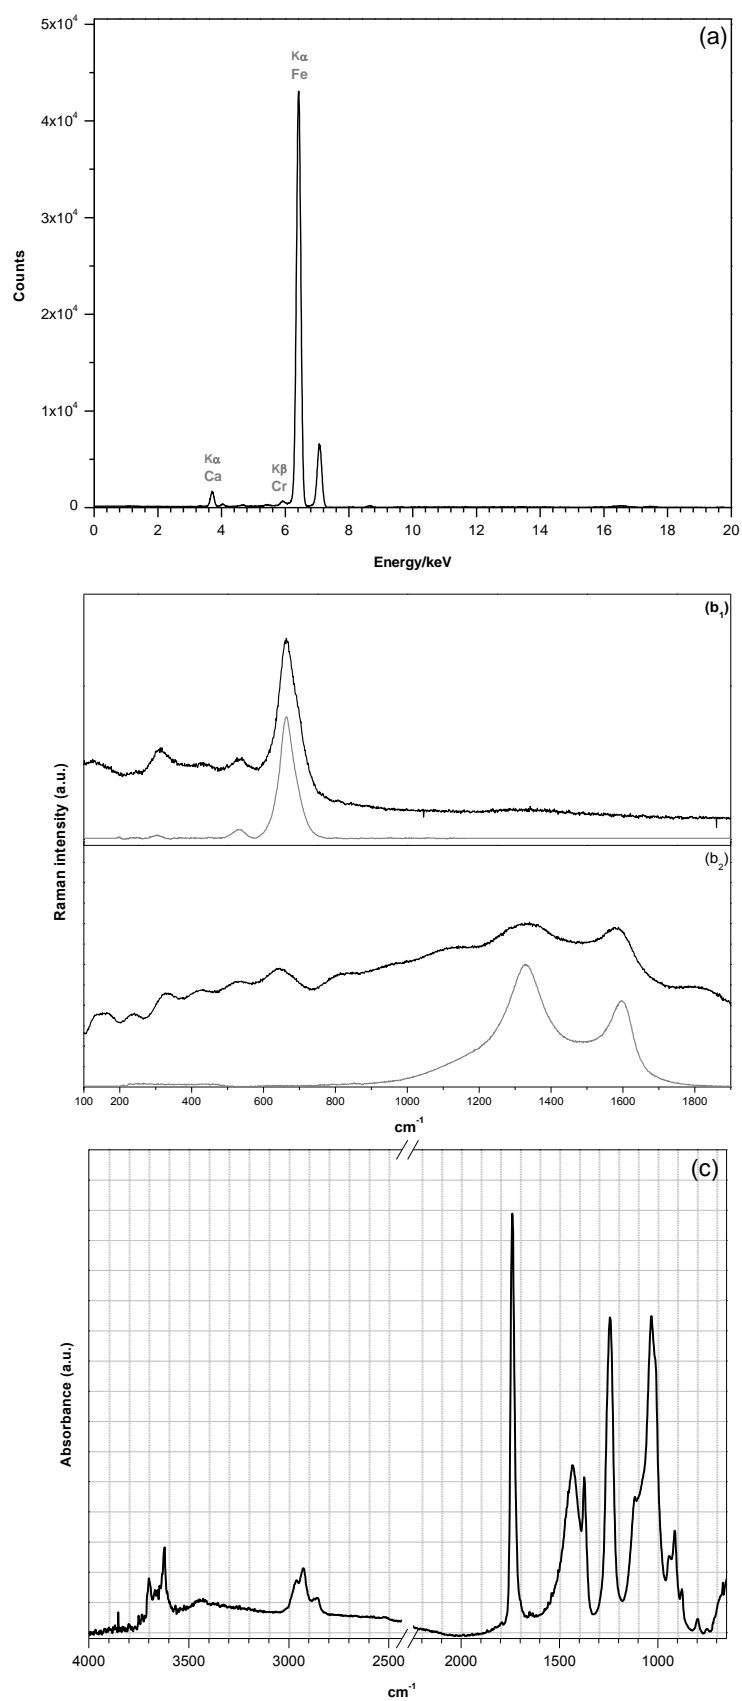 (a)
5x10⁴
Kα
Fe
4x10⁴
3x10⁴
Counts
2x10⁴
1x10⁴
Kα
Ca
Kβ
Cr
0
0 2 4 6 8 10 12 14 16 18 20
Energy/keV
(b₁)
Raman intensity (a.u.)
(b₂)
100 200 400 600 800 1000 1200 1400 1600 1800
cm⁻¹
(c)
Absorbance (a.u.)
4000 3500 3000 2500 2000 1500 1000
cm⁻¹